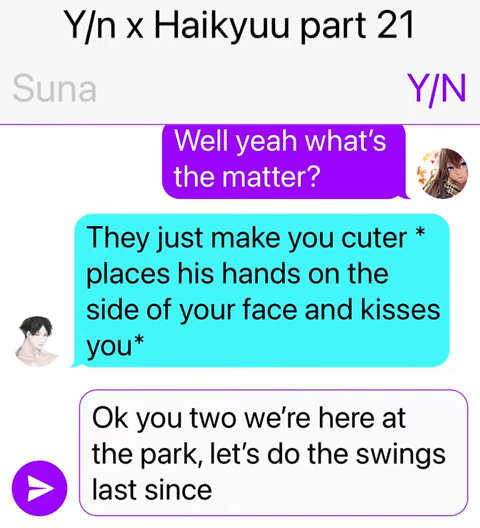 Y/n x Haikyuu part 21
Suna
Y/N
Well yeah what's
the matter?
They just make you cuter *
places his hands on the
side of your face and kisses
you*
Ok you two we're here at
the park, let's do the swings
last since